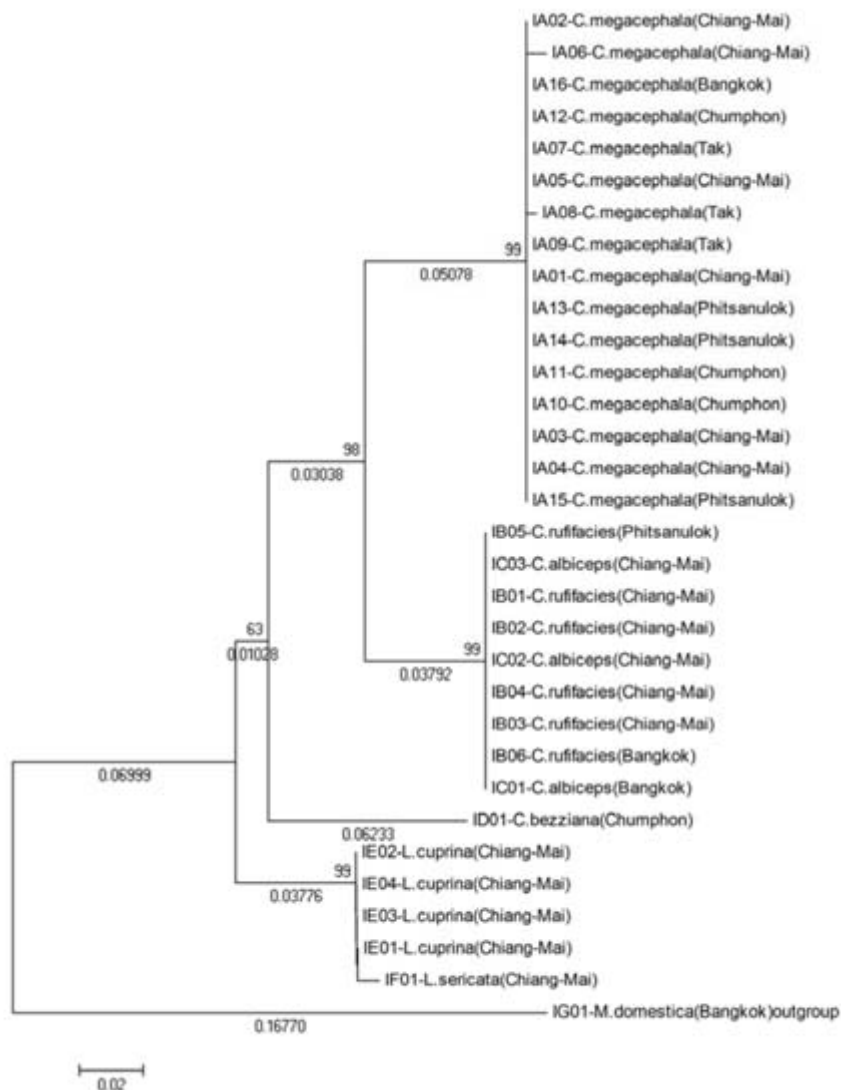 IA02-C.megacephala(Chiang-Mai)
IA06-C.megacephala(Chiang-Mai)
IA16-C.megacephala(Bangkok)
IA12-C.megacephala(Chumphon)
IA07-C.megacephala(Tak)
IA05-C.megacephala(Chiang-Mai)
IA08-C.megacephala(Tak)
IA09-C.megacephala(Tak)
99
0.05078
IA01-C.megacephala(Chiang-Mai)
IA13-C.megacephala(Phitsanulok)
IA14-C.megacephala(Phitsanulok)
IA11-C.megacephala(Chumphon)
IA10-C.megacephala(Chumphon)
IA03-C.megacephala(Chiang-Mai)
98
0.03038
IA04-C.megacephala(Chiang-Mai)
IA15-C.megacephala(Phitsanulok)
IB05-C.rufifacies(Phitsanulok)
IC03-C.albiceps(Chiang-Mai)
IB01-C.rufifacies(Chiang-Mai)
IB02-C.rufifacies(Chiang-Mai)
63
0.01028
99
0.03792
IC02-C.albiceps(Chiang-Mai)
IB04-C.rufifacies(Chiang-Mai)
IB03-C.rufifacies(Chiang-Mai)
IB06-C.rufifacies(Bangkok)
0.06999
IC01-C.albiceps(Bangkok)
ID01-C.bezziana(Chumphon)
0.06233
IE02-L.cuprina(Chiang-Mai)
99
0.03776
IE04-L.cuprina(Chiang-Mai)
IE03-L.cuprina(Chiang-Mai)
IE01-L.cuprina(Chiang-Mai)
IF01-L.sericata(Chiang-Mai)
IG01-M.domestica(Bangkok)outgroup
0.16770
0.02